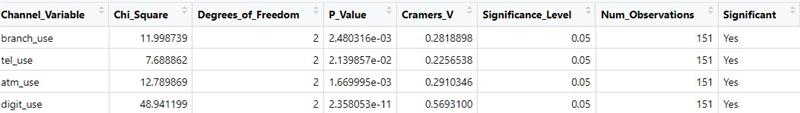 Channel_Variable Chi_Square Degrees_of_Freedom P_Value Cramers_V Significance_Level Num_Observations Significant
branch_use 11.998739 2 2.480316e-03 0.2818898 0.05 151 Yes
tel_use 7.688862 2 2.139857e-02 0.2256538 0.05 151 Yes
atm_use 12.789869 2 1.669995e-03 0.2910346 0.05 151 Yes
digit_use 48.941199 2 2.358053e-11 0.5693100 0.05 151 Yes